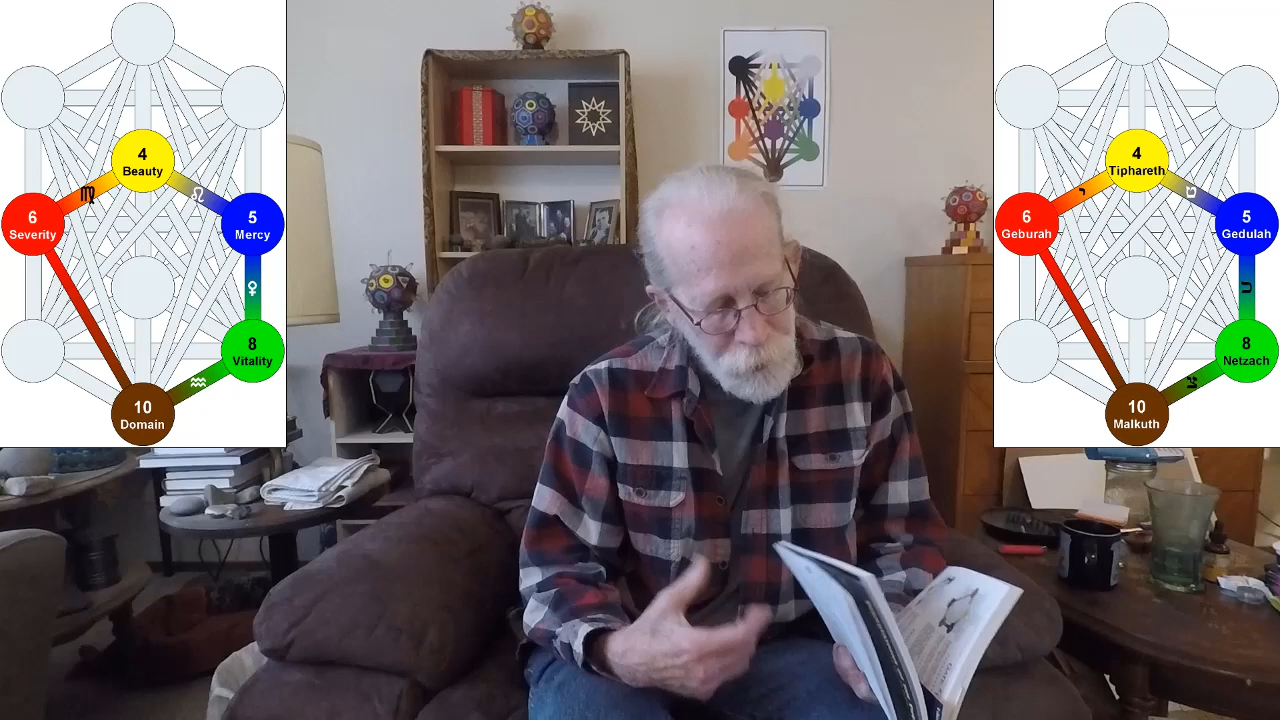 4
Beauty
♍
♌
6
Severity
5
Mercy
♀
8
Vitality
♒
10
Domain
4
Tiphareth
י
ט
6
Geburah
5
Gedulah
נ
8
Netzach
צ
10
Malkuth